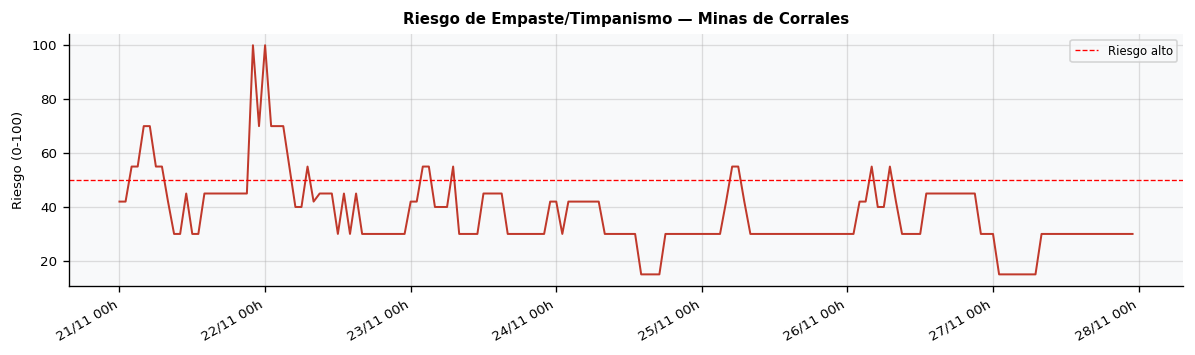 Riesgo de Empaste/Timpanismo — Minas de Corrales
Riesgo alto
Riesgo (0-100)
100
80
60
40
20
21/11 00h
22/11 00h
23/11 00h
24/11 00h
25/11 00h
26/11 00h
27/11 00h
28/11 00h